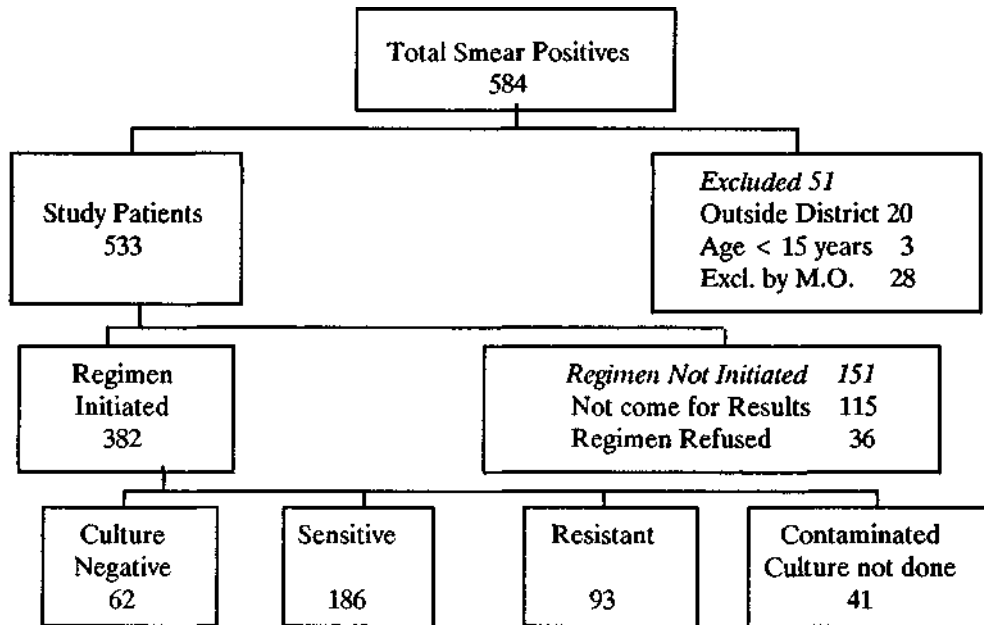 Total Smear Positives
584
Study Patients
533
Excluded 51
Outside District 20
Age < 15 years 3
Excl. by M.O. 28
Regimen
Initiated
382
Regimen Not Initiated 151
Not come for Results 115
Regimen Refused 36
Culture
Negative
62
Sensitive
186
Resistant
93
Contaminated
Culture not done
41